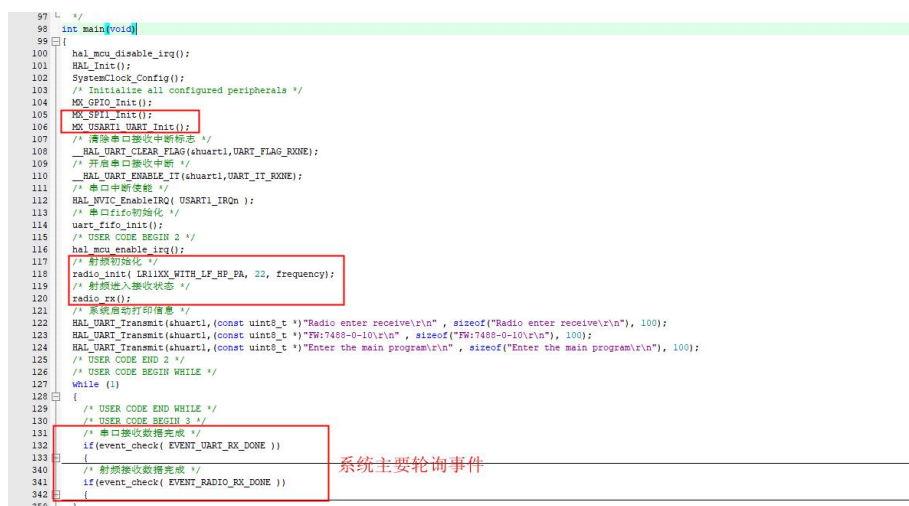 97 */
98 int main(void)
99 {
100 hal_mcu_disable_irq();
101 HAL_Init();
102 SystemClock_Config();
103 /* Initialize all configured peripherals */
104 MX_GPIO_Init();
105 MX_SPI1_Init();
106 MX_USART1_UART_Init();
107 /* 清除串口接收中断标志 */
108 __HAL_UART_CLEAR_FLAG(&huart1,UART_FLAG_RXNE);
109 /* 开启串口接收中断 */
110 __HAL_UART_ENABLE_IT(&huart1,UART_IT_RXNE);
111 /* 串口中断使能 */
112 HAL_NVIC_EnableIRQ( USART1_IRQn );
113 /* 串口fifo初始化 */
114 uart_fifo_init();
115 /* USER CODE BEGIN 2 */
116 hal_mcu_enable_irq();
117 /* 射频初始化 */
118 radio_init( LR11XX_WITH_LF_HP_PA, 22, frequency);
119 /* 射频进入接收状态 */
120 radio_rx();
121 /* 系统启动打印信息 */
122 HAL_UART_Transmit(&huart1,(const uint8_t *)"Radio enter receive\r\n" , sizeof("Radio enter receive\r\n"), 100);
123 HAL_UART_Transmit(&huart1,(const uint8_t *)"FW:7488-0-10\r\n" , sizeof("FW:7488-0-10\r\n"), 100);
124 HAL_UART_Transmit(&huart1,(const uint8_t *)"Enter the main program\r\n" , sizeof("Enter the main program\r\n"), 100);
125 /* USER CODE END 2 */
126 /* USER CODE BEGIN WHILE */
127 while (1)
128 {
129 /* USER CODE END WHILE */
130 /* USER CODE BEGIN 3 */
131 /* 串口接收数据完成 */
132 if(event_check( EVENT_UART_RX_DONE ))
133 {
系统主要轮询事件
340 /* 射频接收数据完成 */
341 if(event_check( EVENT_RADIO_RX_DONE ))
342 {